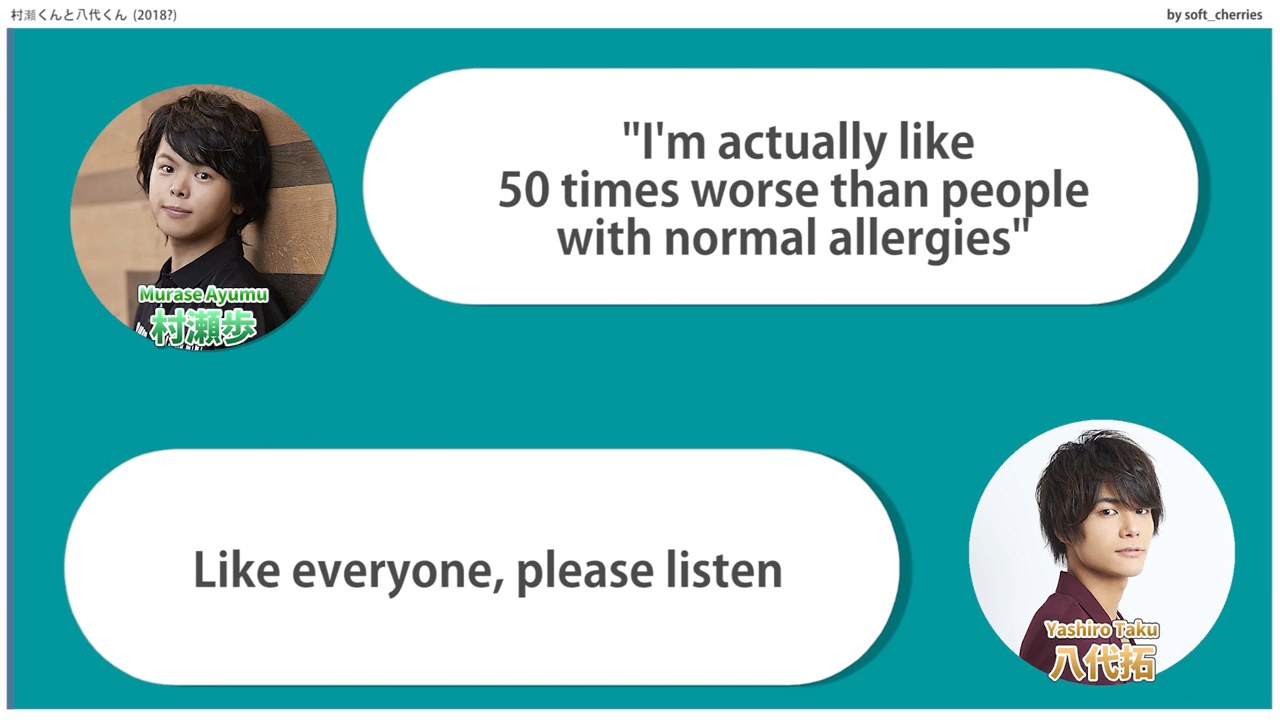 村瀬くんと八代くん (2018?)
by soft_cherries
"I'm actually like
50 times worse than people
with normal allergies"
Murase Ayumu
村瀬歩
Like everyone, please listen
Yashiro Taku
八代拓